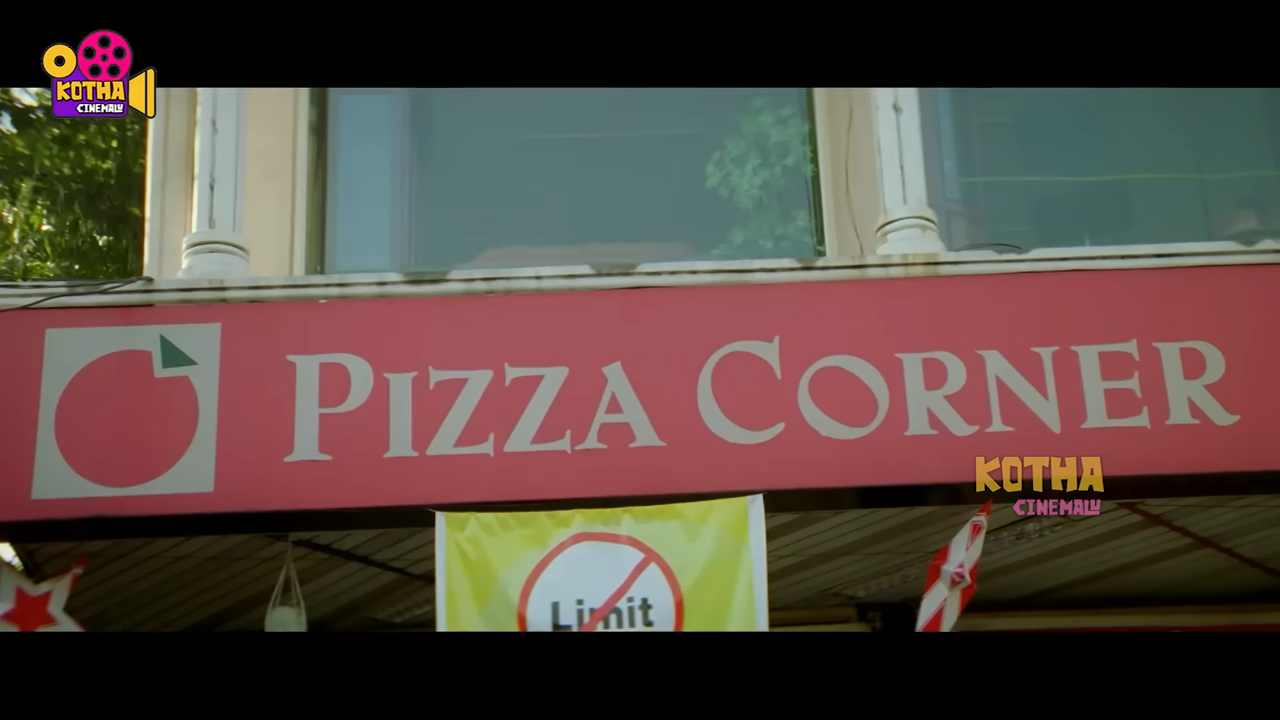 KOTHA
CINEMALU
PIZZA CORNER
KOTHA
CINEMALU
Limit